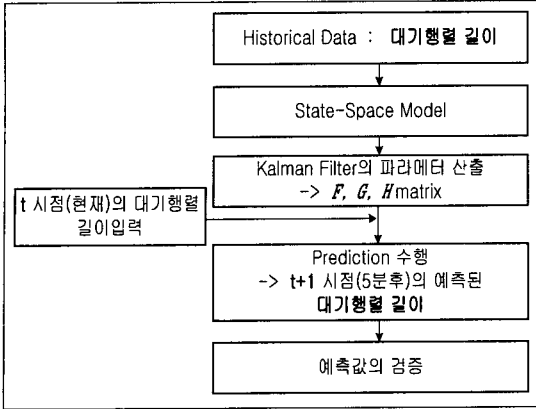 Historical Data : 대기행렬 길이
State-Space Model
Kalman Filter의 파라메터 산출
-> F, G, H matrix
t 시점(현재)의 대기행렬
길이입력
Prediction 수행
-> t+1 시점(5분후)의 예측된
대기행렬 길이
예측값의 검증